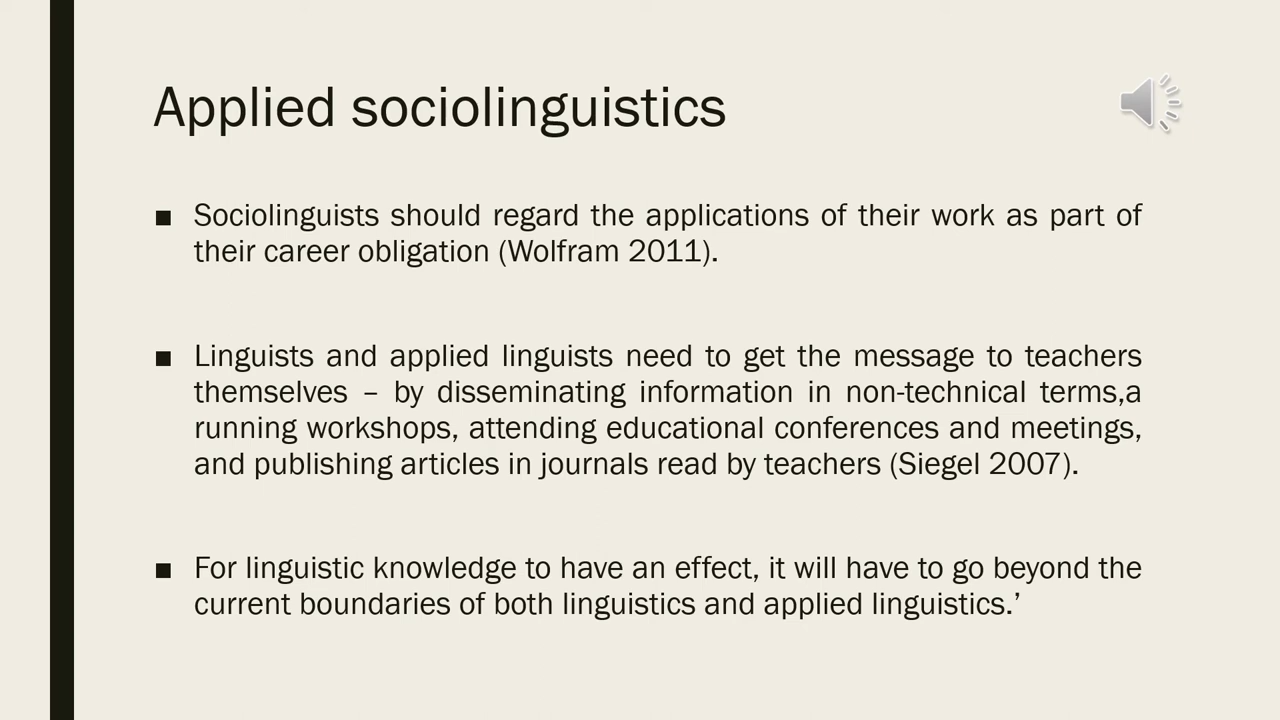 Applied sociolinguistics
■ Sociolinguists should regard the applications of their work as part of
their career obligation (Wolfram 2011).
■ Linguists and applied linguists need to get the message to teachers
themselves – by disseminating information in non-technical terms,a
running workshops, attending educational conferences and meetings,
and publishing articles in journals read by teachers (Siegel 2007).
■ For linguistic knowledge to have an effect, it will have to go beyond the
current boundaries of both linguistics and applied linguistics.’